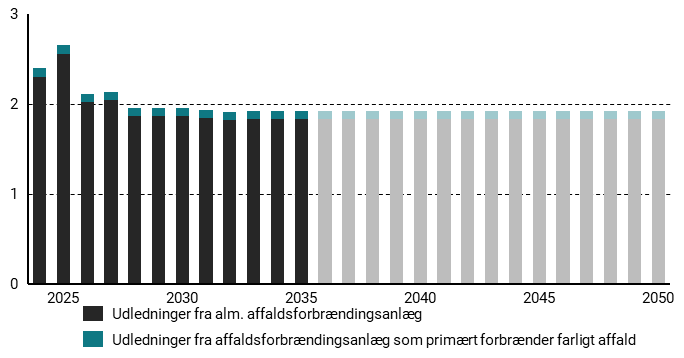 3
2
1
0
2025 2030 2035 2040 2045 2050
Udledninger fra alm. affaldsforbrændingsanlæg
Udledninger fra affaldsforbrændingsanlæg som primært forbrænder farligt affald